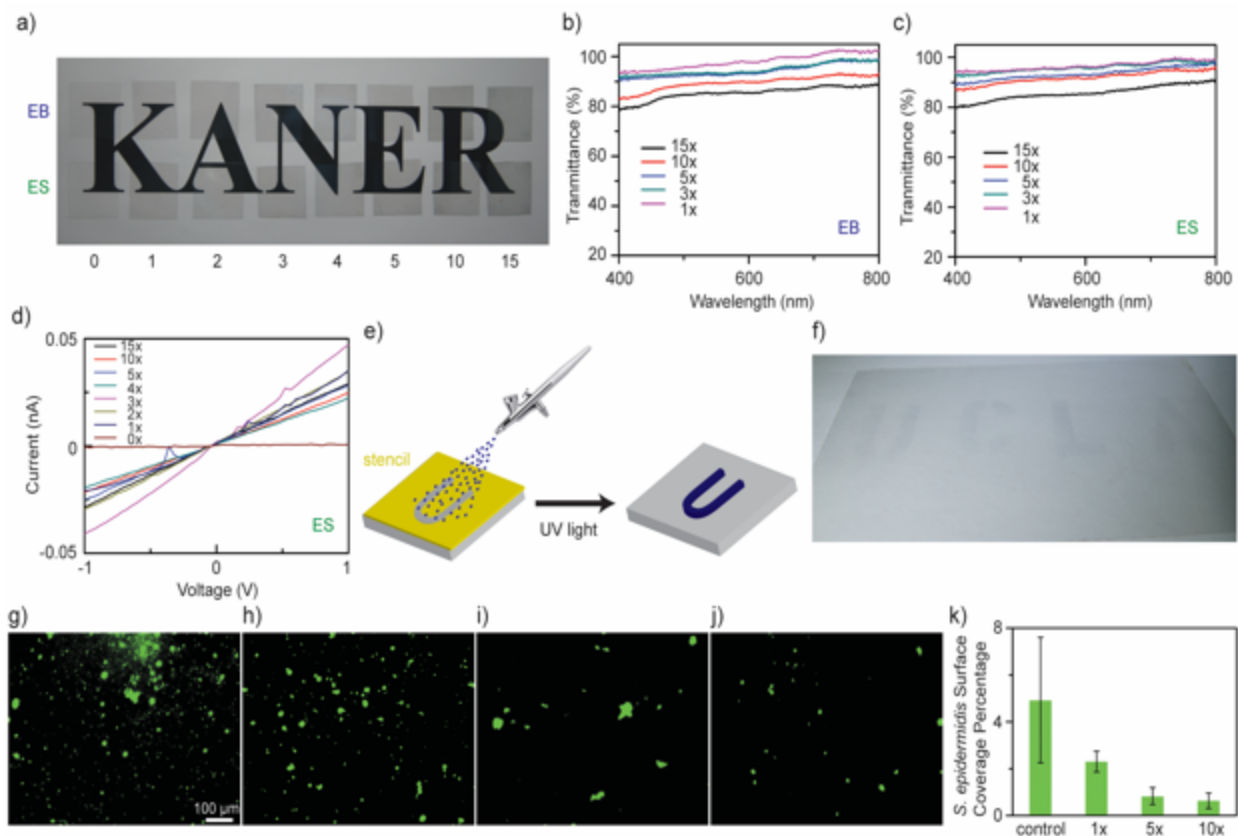 a)
EB
ES
KANER
0 1 2 3 4 5 10 15
b)
Tranmittance (%)
100
80
60
40
20
15x
10x
5x
3x
1x
EB
400 600 800
Wavelength (nm)
c)
Tranmittance (%)
100
80
60
40
20
15x
10x
5x
3x
1x
ES
400 600 800
Wavelength (nm)
d)
Current (nA)
0.05
0
-0.05
15x
10x
5x
4x
3x
2x
1x
0x
ES
-1 0 1
Voltage (V)
e)
stencil
UV light
U
f)
g)
100 µm
h)
i)
j)
k)
S. epidermidis Surface
Coverage Percentage
8
4
0
control 1x 5x 10x